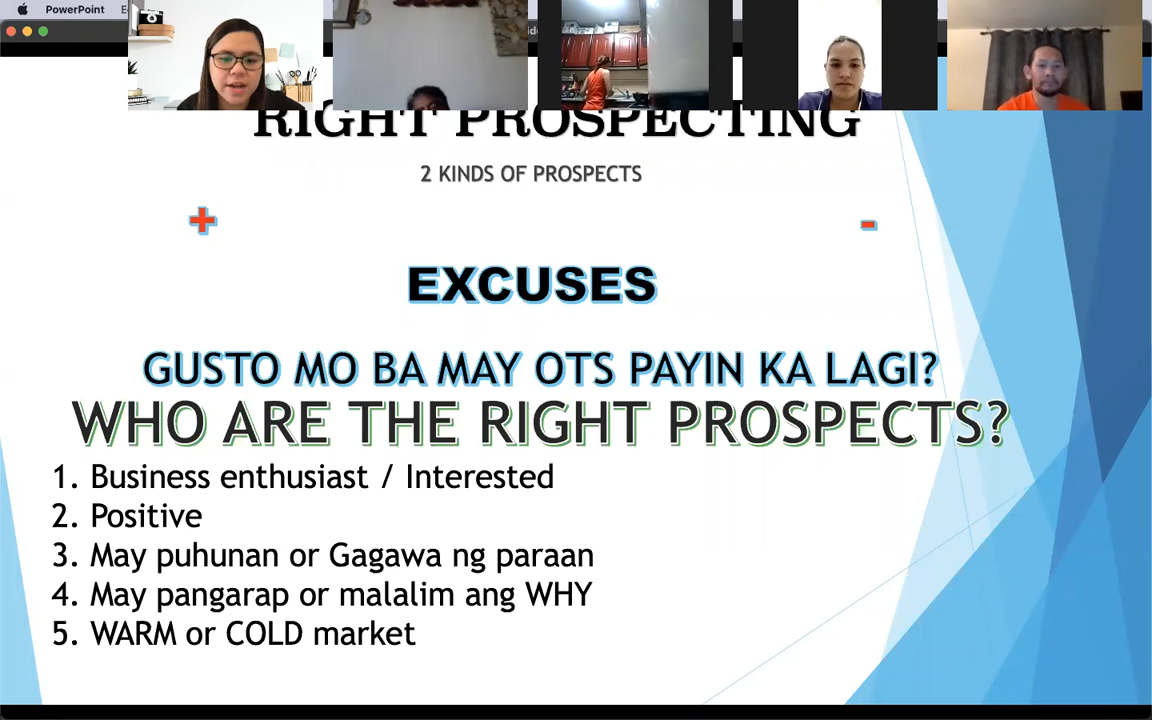 PowerPoint
RIGHT PROSPECTING
2 KINDS OF PROSPECTS
+ -
EXCUSES
GUSTO MO BA MAY OTS PAYIN KA LAGI?
WHO ARE THE RIGHT PROSPECTS?
1. Business enthusiast / Interested
2. Positive
3. May puhunan or Gagawa ng paraan
4. May pangarap or malalim ang WHY
5. WARM or COLD market